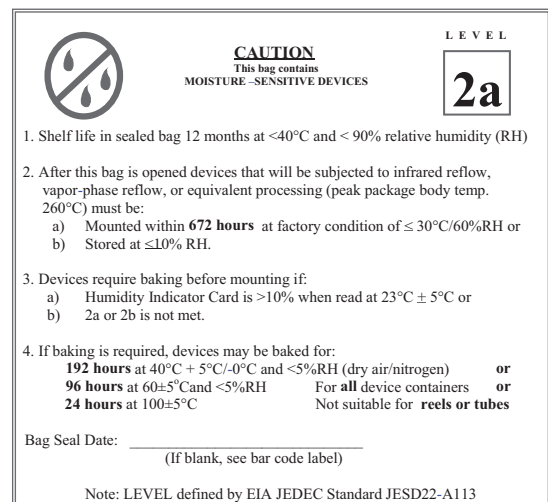 LEVEL
CAUTION
This bag contains
MOISTURE –SENSITIVE DEVICES
2a
1. Shelf life in sealed bag 12 months at <40°C and < 90% relative humidity (RH)
2. After this bag is opened devices that will be subjected to infrared reflow,
vapor-phase reflow, or equivalent processing (peak package body temp.
260°C) must be:
a) Mounted within 672 hours at factory condition of ≤ 30°C/60%RH or
b) Stored at ≤10% RH.
3. Devices require baking before mounting if:
a) Humidity Indicator Card is >10% when read at 23°C ± 5°C or
b) 2a or 2b is not met.
4. If baking is required, devices may be baked for:
192 hours at 40°C + 5°C/-0°C and <5%RH (dry air/nitrogen) or
96 hours at 60±5°Cand <5%RH For all device containers or
24 hours at 100±5°C Not suitable for reels or tubes
Bag Seal Date: ______________________________
(If blank, see bar code label)
Note: LEVEL defined by EIA JEDEC Standard JESD22-A113